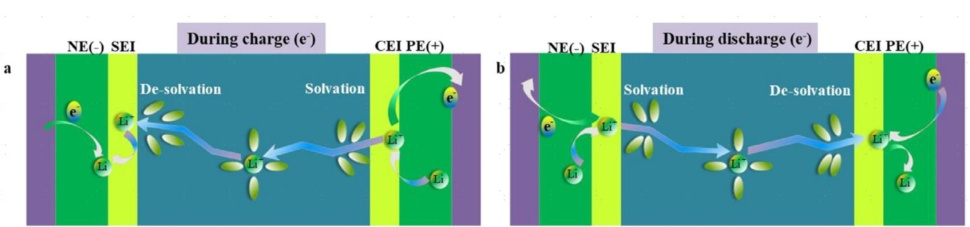 a
During charge (e⁻)
NE(-) SEI
CEI PE(+)
De-solvation
Solvation
e⁻
Li⁺
Li
Li⁺
Li⁺
e⁻
Li
b
During discharge (e⁻)
NE(-) SEI
CEI PE(+)
Solvation
De-solvation
e⁻
Li⁺
Li
Li⁺
Li⁺
e⁻
Li